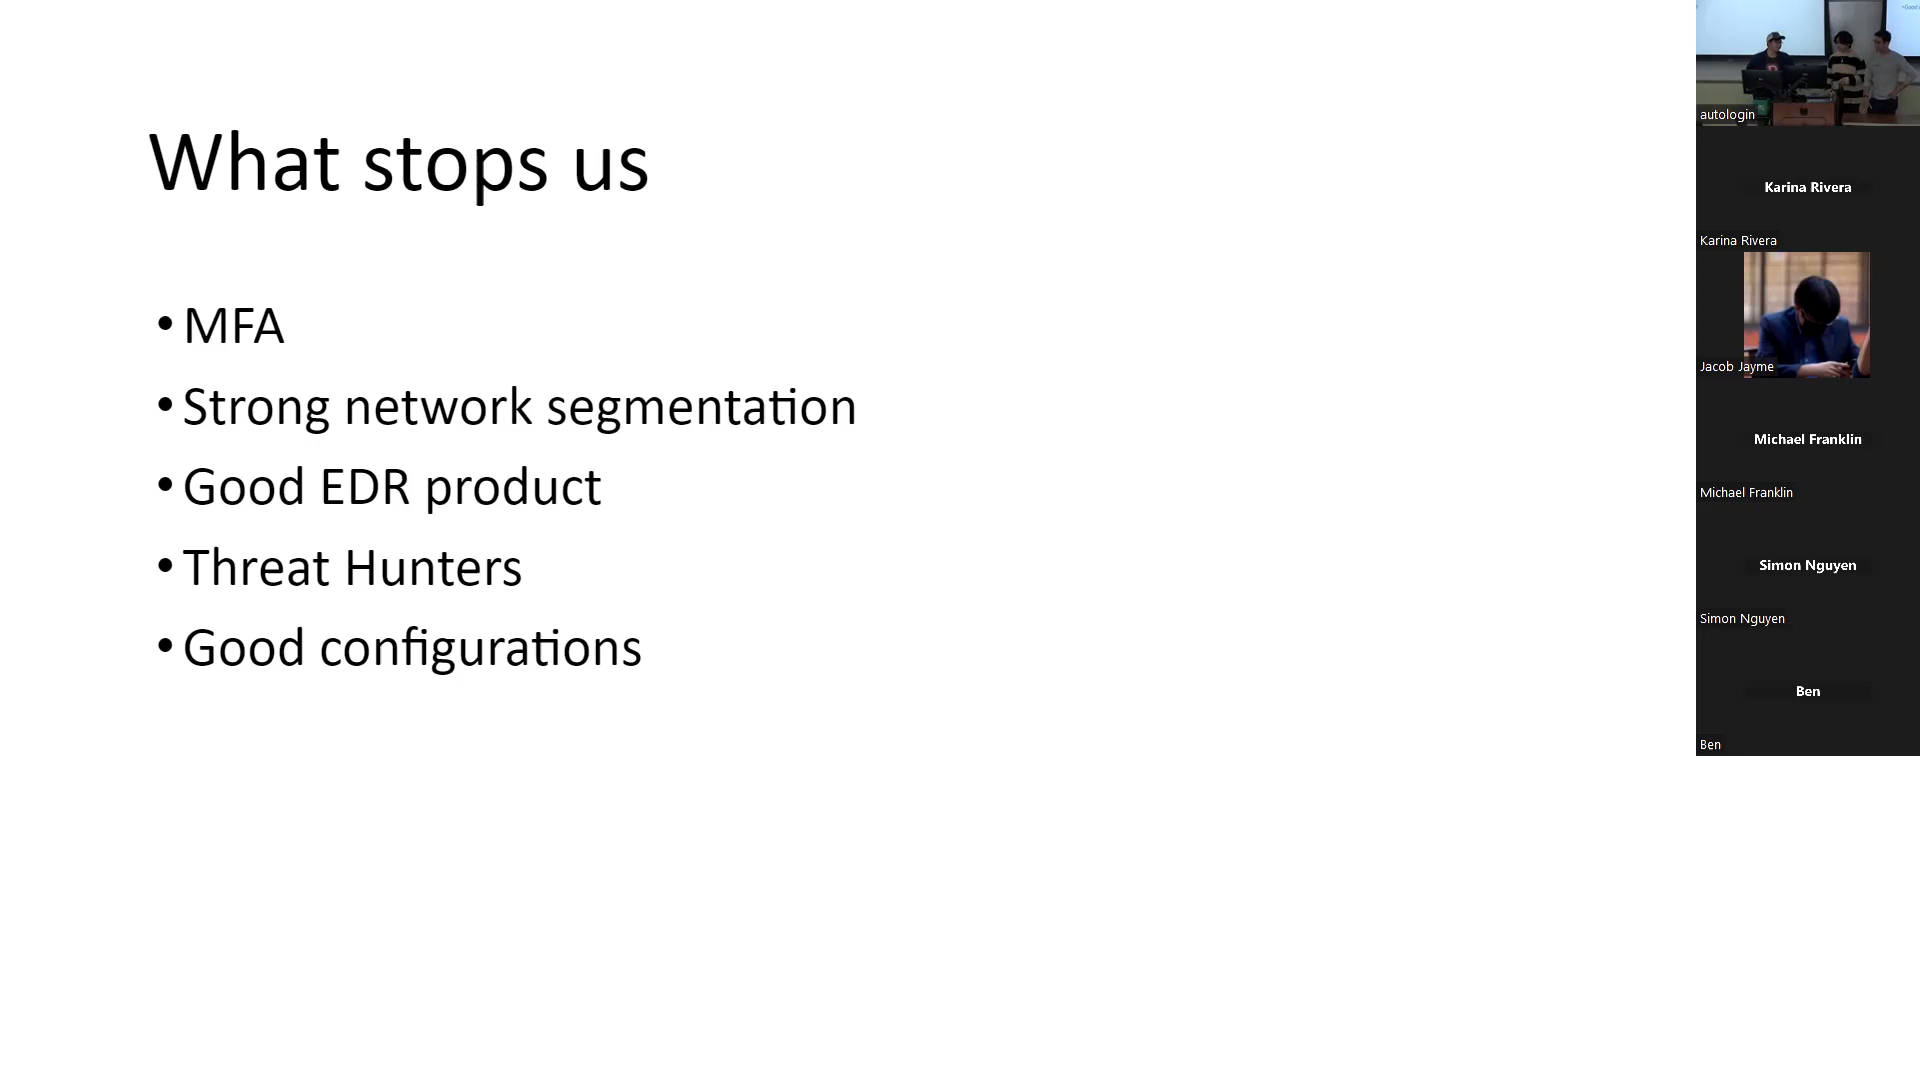 What stops us
• MFA
• Strong network segmentation
• Good EDR product
• Threat Hunters
• Good configurations
autologin
Karina Rivera
Karina Rivera
Jacob Jayme
Michael Franklin
Michael Franklin
Simon Nguyen
Simon Nguyen
Ben
Ben